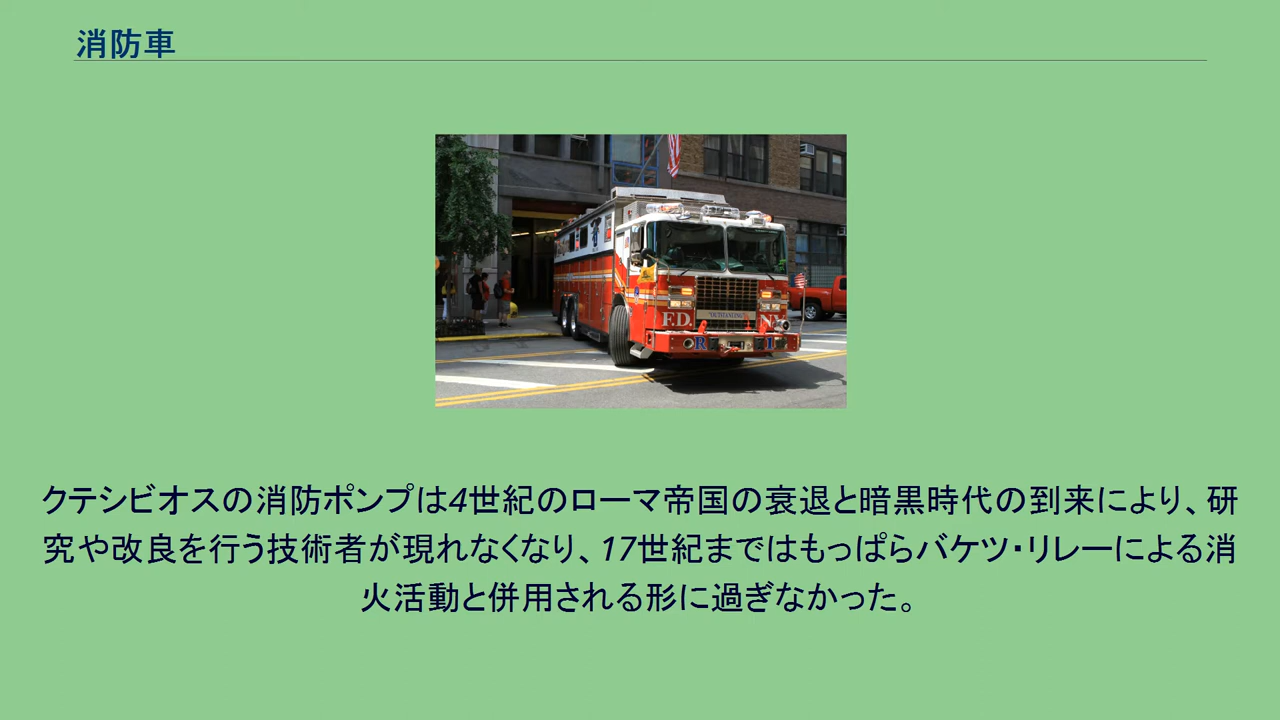 消防車
"OUTSTANDING"
F.D.
N.Y.
R
1
クテシビオスの消防ポンプは4世紀のローマ帝国の衰退と暗黒時代の到来により、研
究や改良を行う技術者が現れなくなり、17世紀まではもっぱらバケツ・リレーによる消
火活動と併用される形に過ぎなかった。